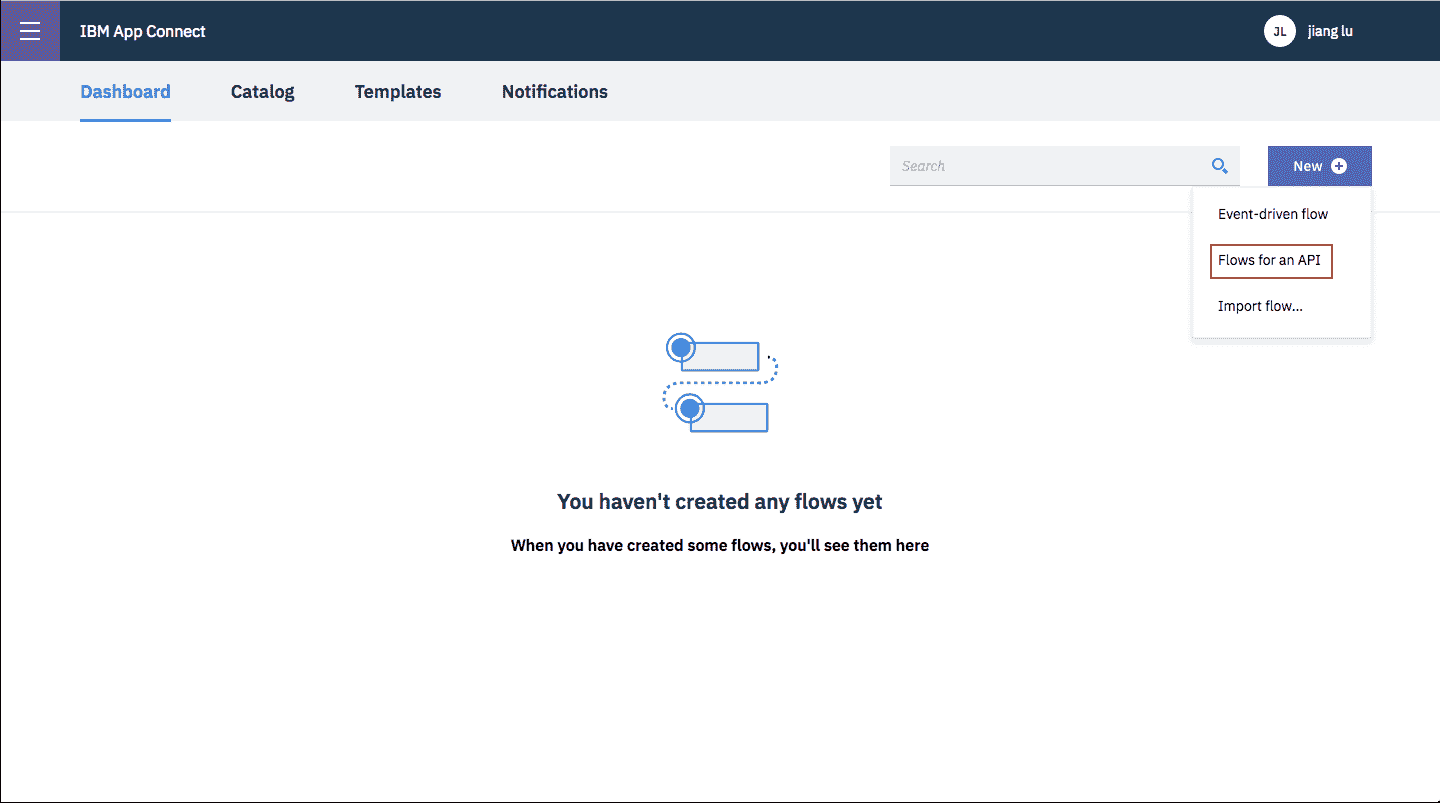 IBM App Connect
JL
jiang lu
Dashboard
Catalog
Templates
Notifications
Search
New
Event-driven flow
Flows for an API
Import flow...
You haven't created any flows yet
When you have created some flows, you'll see them here